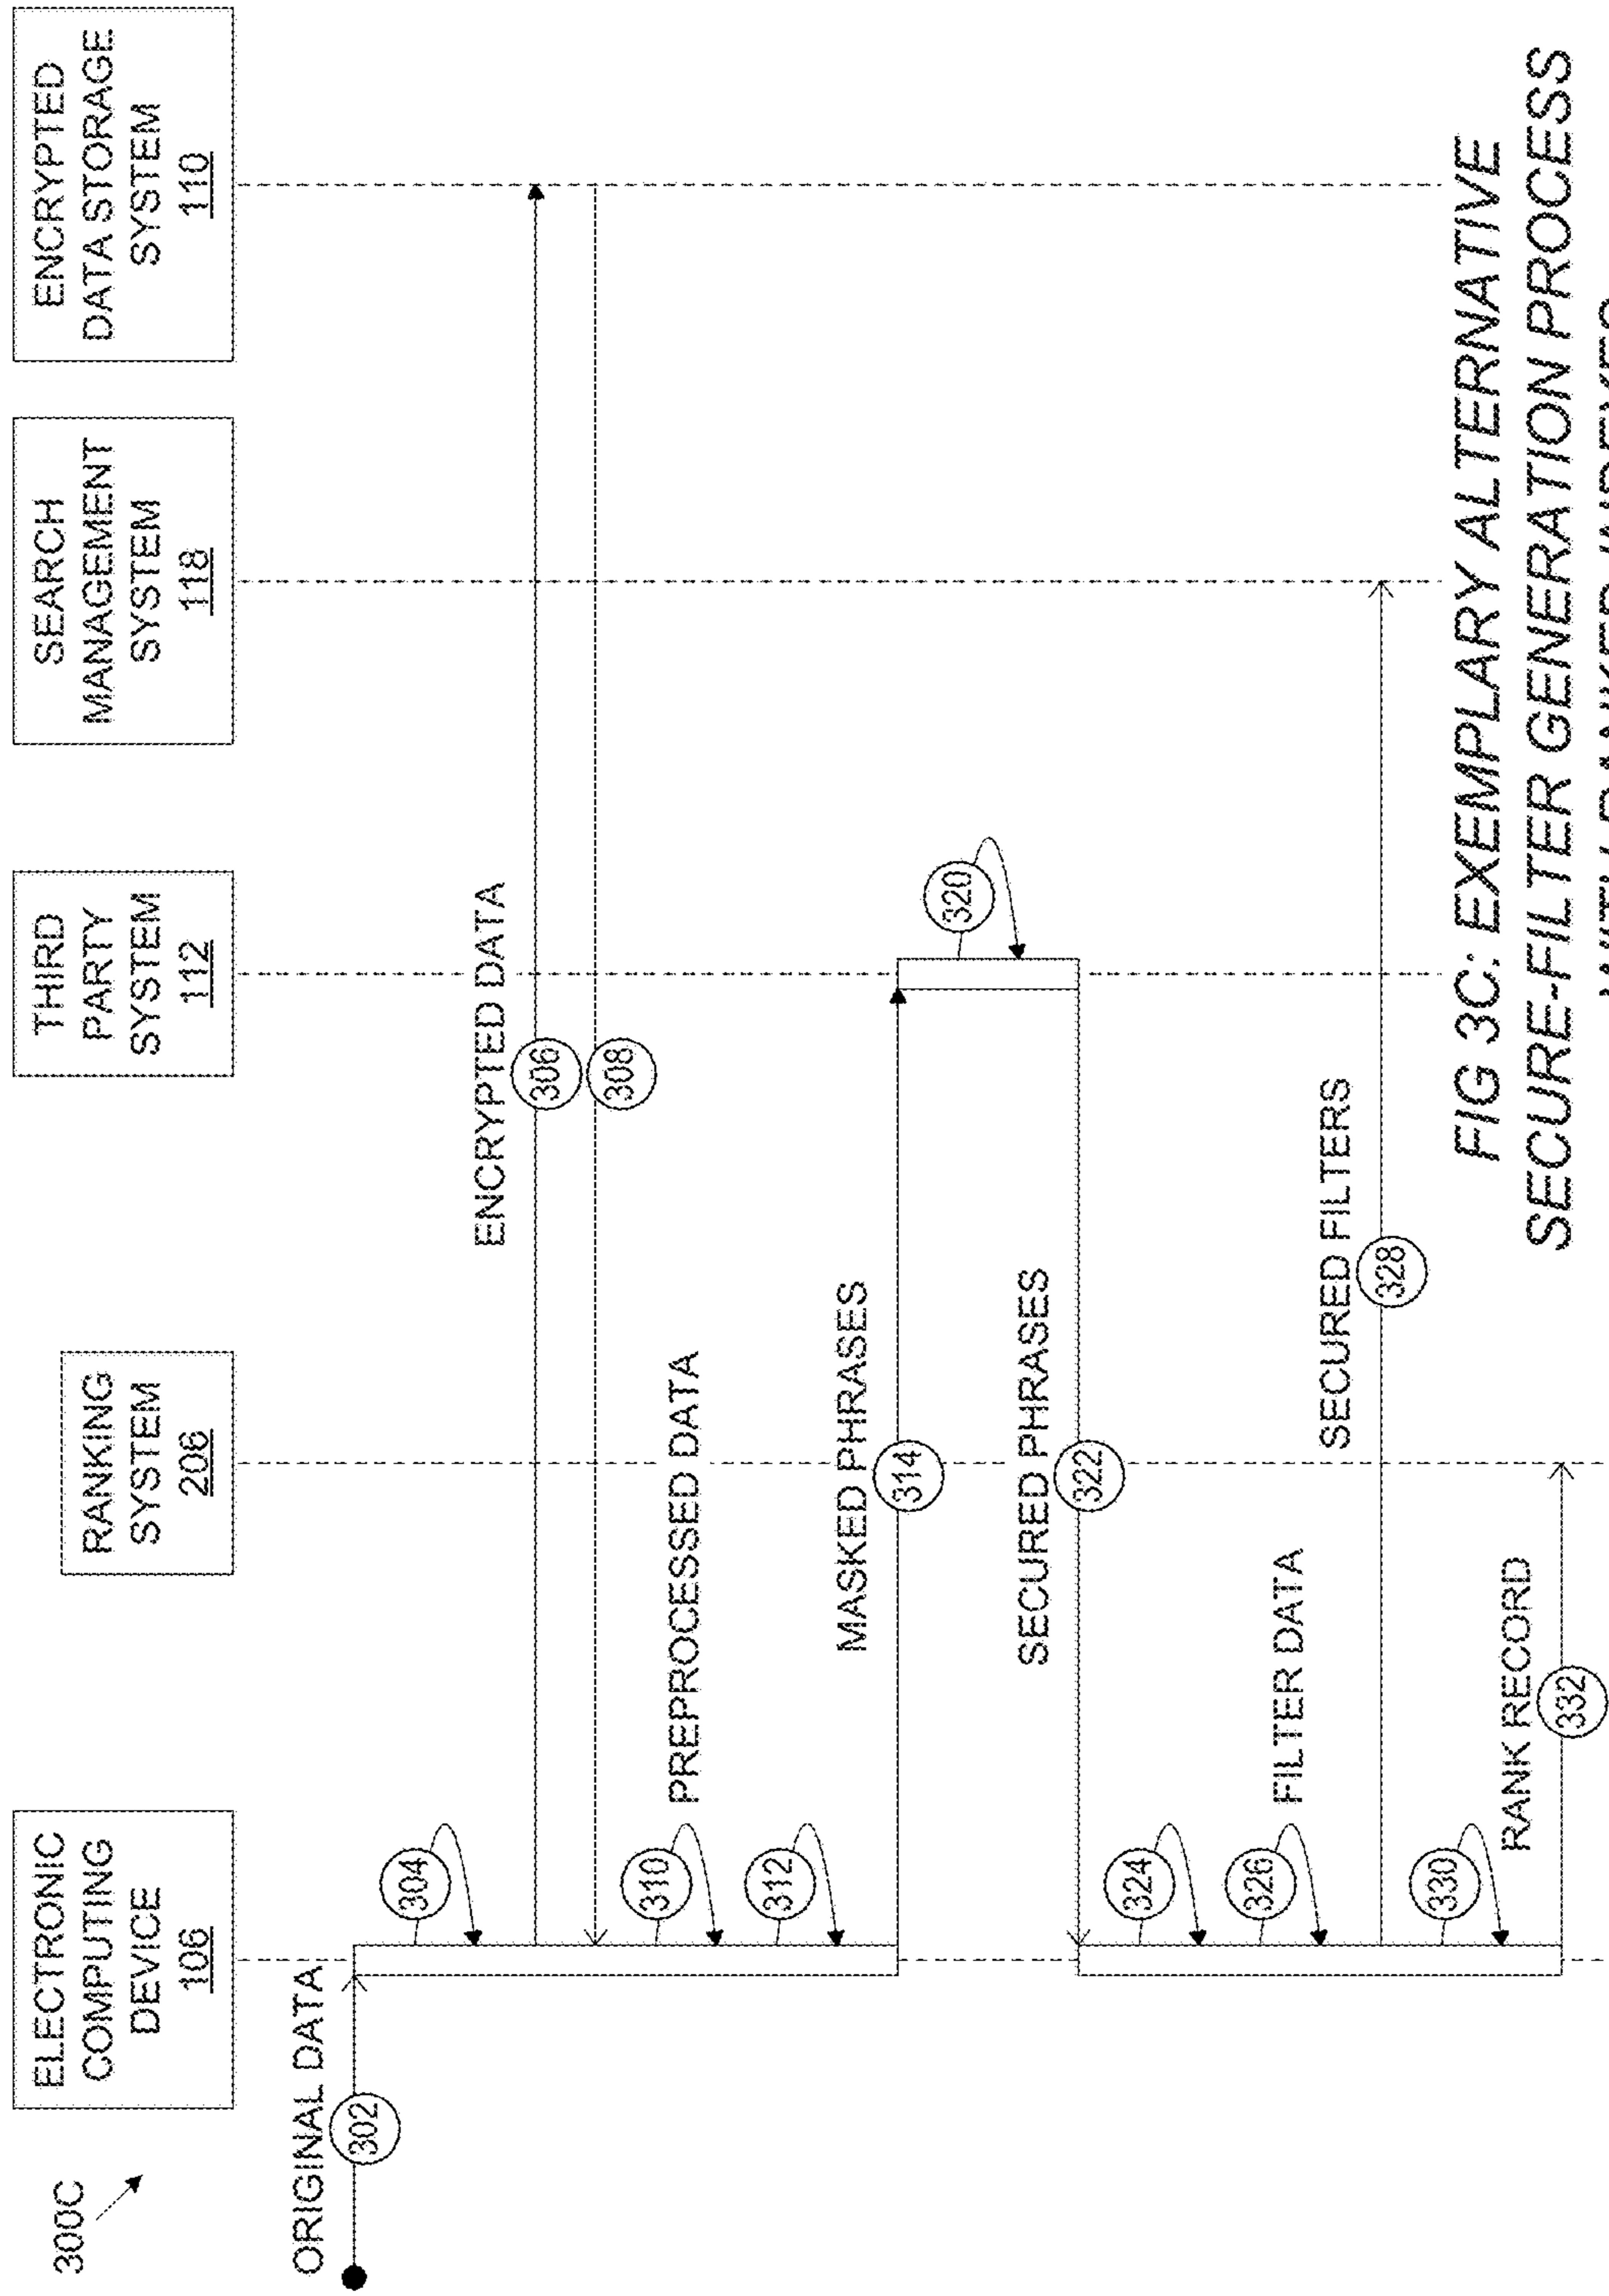 300C
ELECTRONIC
COMPUTING
DEVICE
106
RANKING
SYSTEM
206
THIRD
PARTY
SYSTEM
112
SEARCH
MANAGEMENT
SYSTEM
118
ENCRYPTED
DATA STORAGE
SYSTEM
110
ORIGINAL DATA
302
304
ENCRYPTED DATA
306
308
310
PREPROCESSED DATA
312
MASKED PHRASES
314
320
SECURED PHRASES
322
324
326
FILTER DATA
SECURED FILTERS
328
330
RANK RECORD
332
FIG 3C: EXEMPLARY ALTERNATIVE
SECURE-FILTER GENERATION PROCESS
WITH RANKED INDEXES